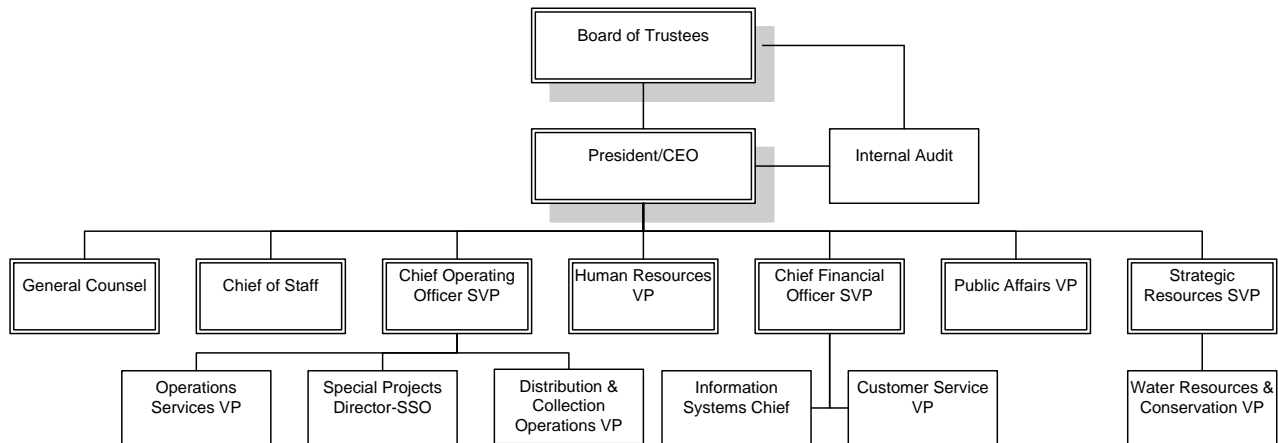 Board of Trustees
President/CEO
Internal Audit
General Counsel
Chief of Staff
Chief Operating
Officer SVP
Human Resources
VP
Chief Financial
Officer SVP
Public Affairs VP
Strategic
Resources SVP
Operations
Services VP
Special Projects
Director-SSO
Distribution &
Collection
Operations VP
Information
Systems Chief
Customer Service
VP
Water Resources &
Conservation VP